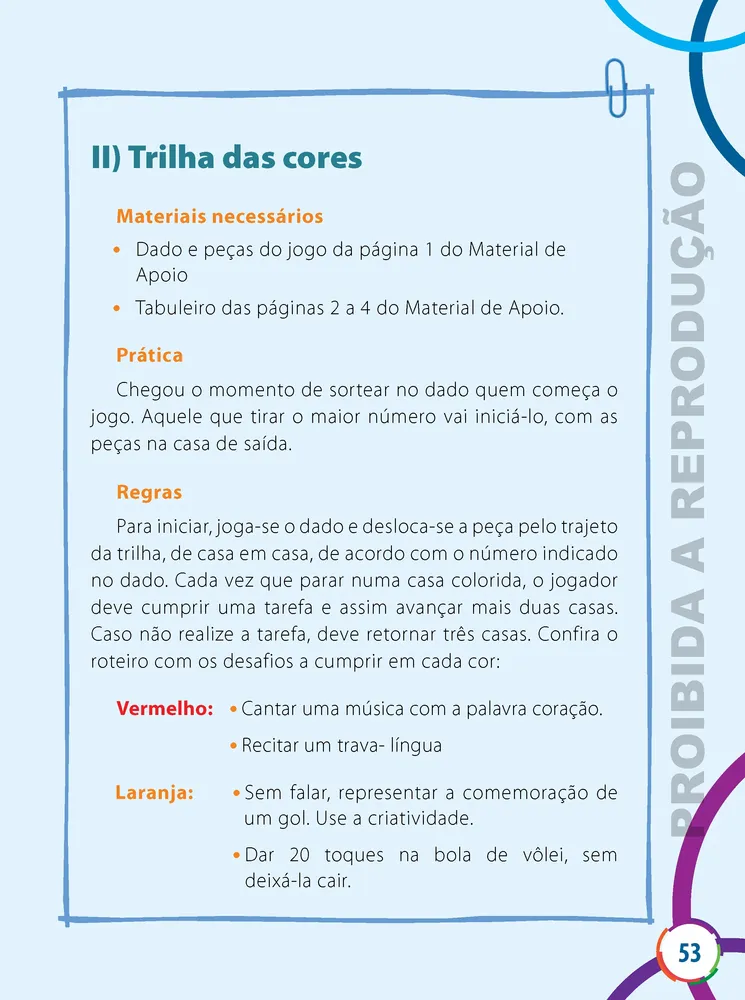 II) Trilha das cores
Materiais necessários
• Dado e peças do jogo da página 1 do Material de
Apoio
• Tabuleiro das páginas 2 a 4 do Material de Apoio.
Prática
Chegou o momento de sortear no dado quem começa o
jogo. Aquele que tirar o maior número vai iniciá-lo, com as
peças na casa de saída.
Regras
Para iniciar, joga-se o dado e desloca-se a peça pelo trajeto
da trilha, de casa em casa, de acordo com o número indicado
no dado. Cada vez que parar numa casa colorida, o jogador
deve cumprir uma tarefa e assim avançar mais duas casas.
Caso não realize a tarefa, deve retornar três casas. Confira o
roteiro com os desafios a cumprir em cada cor:
Vermelho: • Cantar uma música com a palavra coração.
• Recitar um trava- língua
Laranja: • Sem falar, representar a comemoração de
um gol. Use a criatividade.
• Dar 20 toques na bola de vôlei, sem
deixá-la cair.
PROIBIDA A REPRODUÇÃO
53